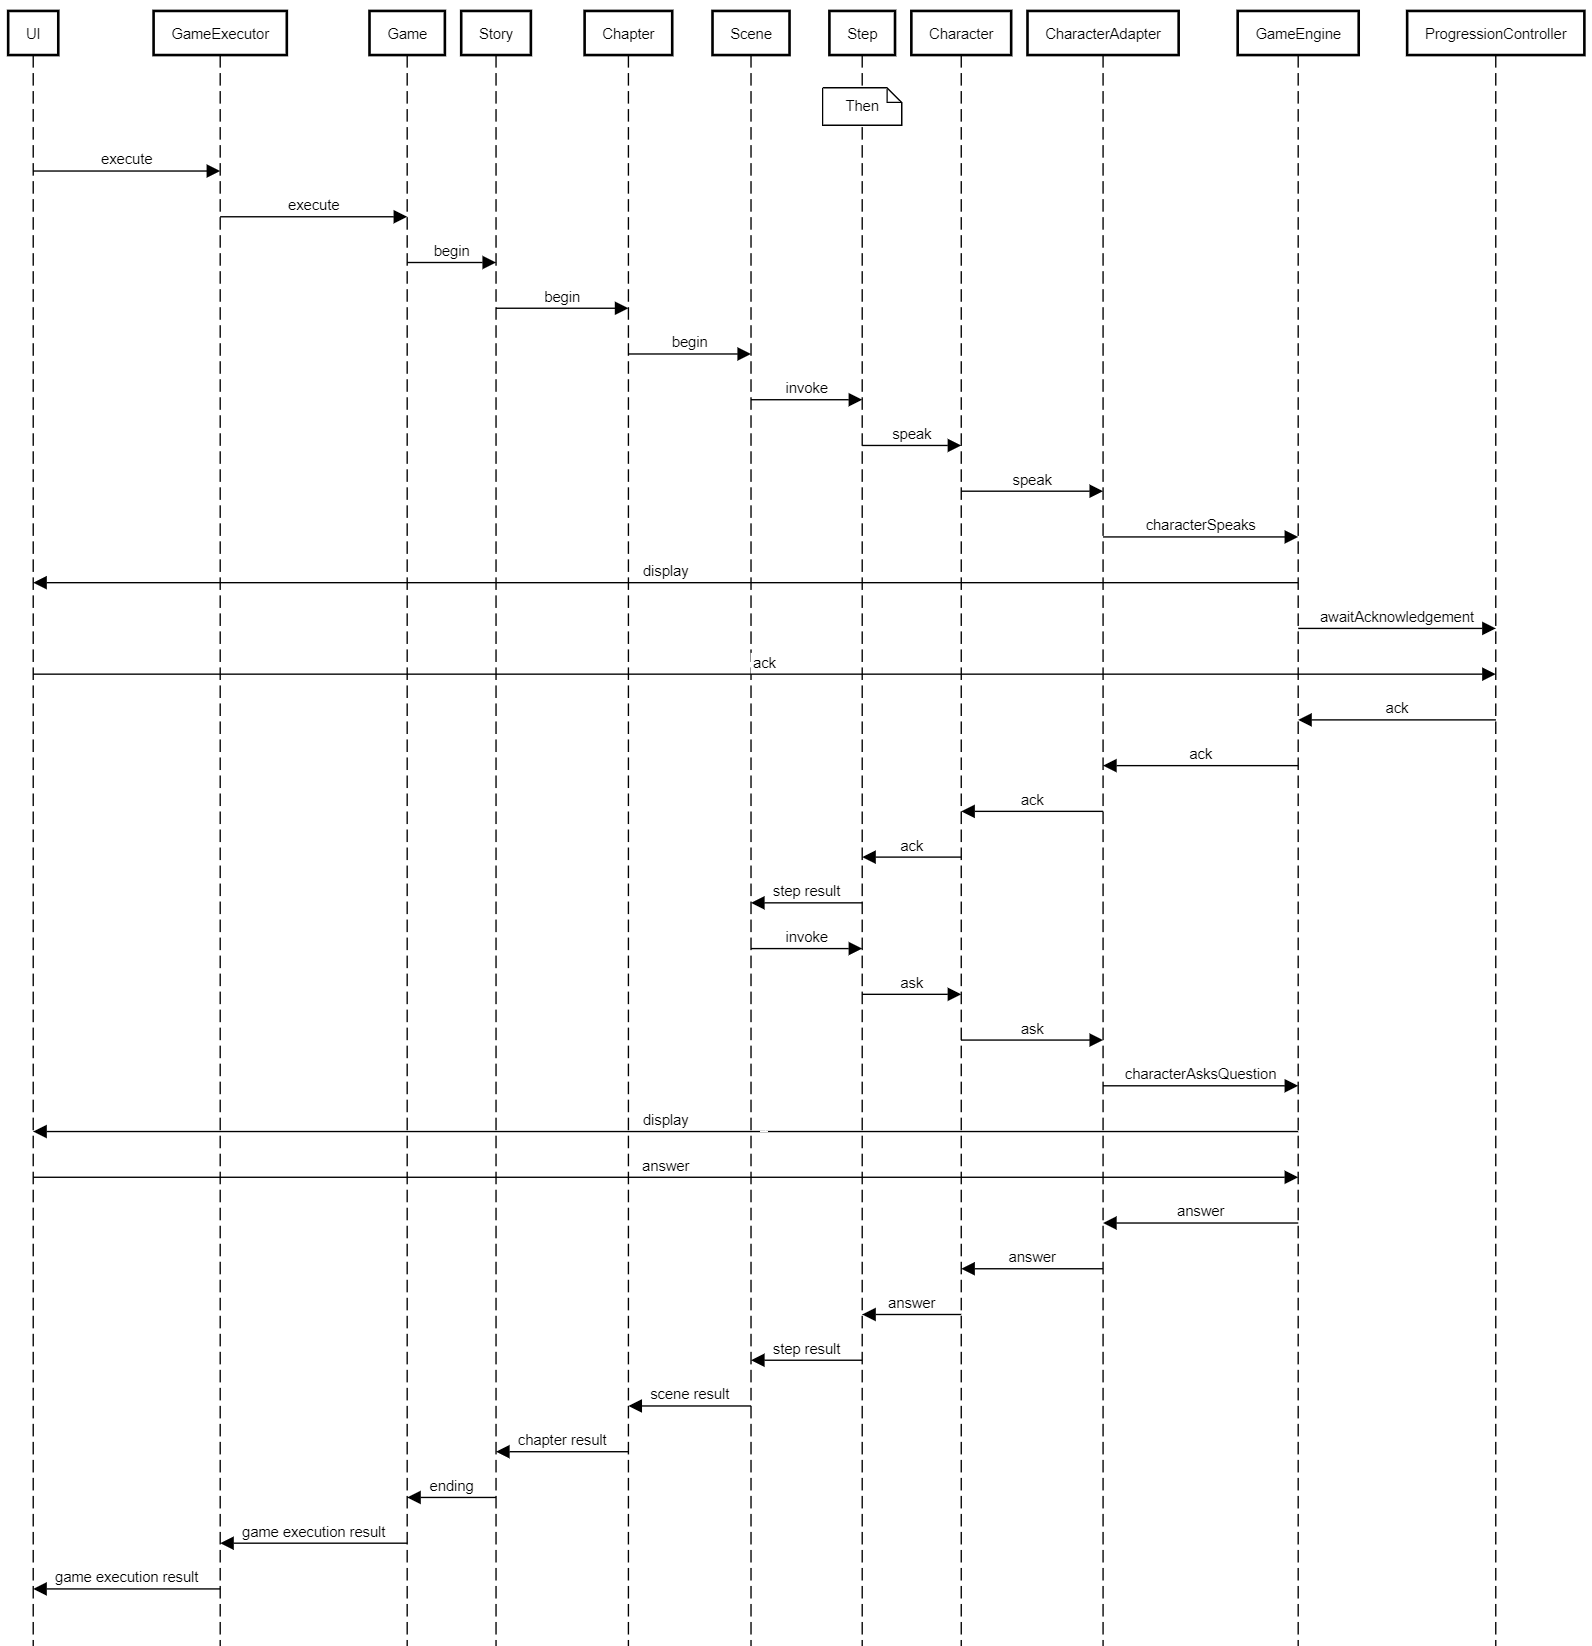 UI
GameExecutor
Game
Story
Chapter
Scene
Step
Character
CharacterAdapter
GameEngine
ProgressionController
Then
execute
execute
begin
begin
begin
invoke
speak
speak
characterSpeaks
display
awaitAcknowledgement
ack
ack
ack
ack
ack
step result
invoke
ask
ask
characterAsksQuestion
display
answer
answer
answer
answer
step result
scene result
chapter result
ending
game execution result
game execution result